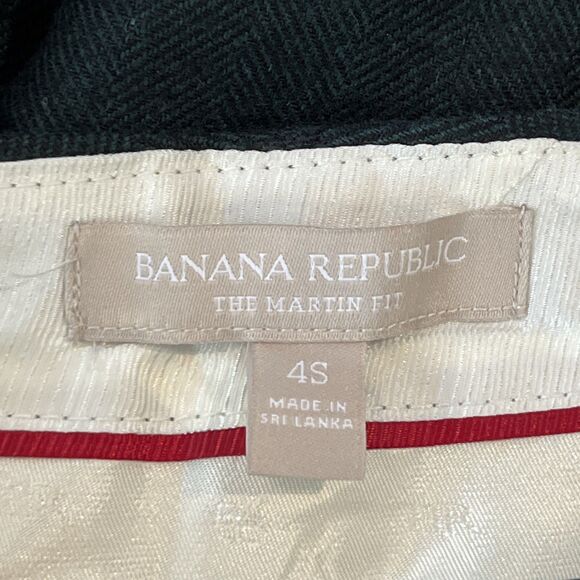 BANANA REPUBLIC
THE MARTIN FIT
4S
MADE IN
SRI LANKA